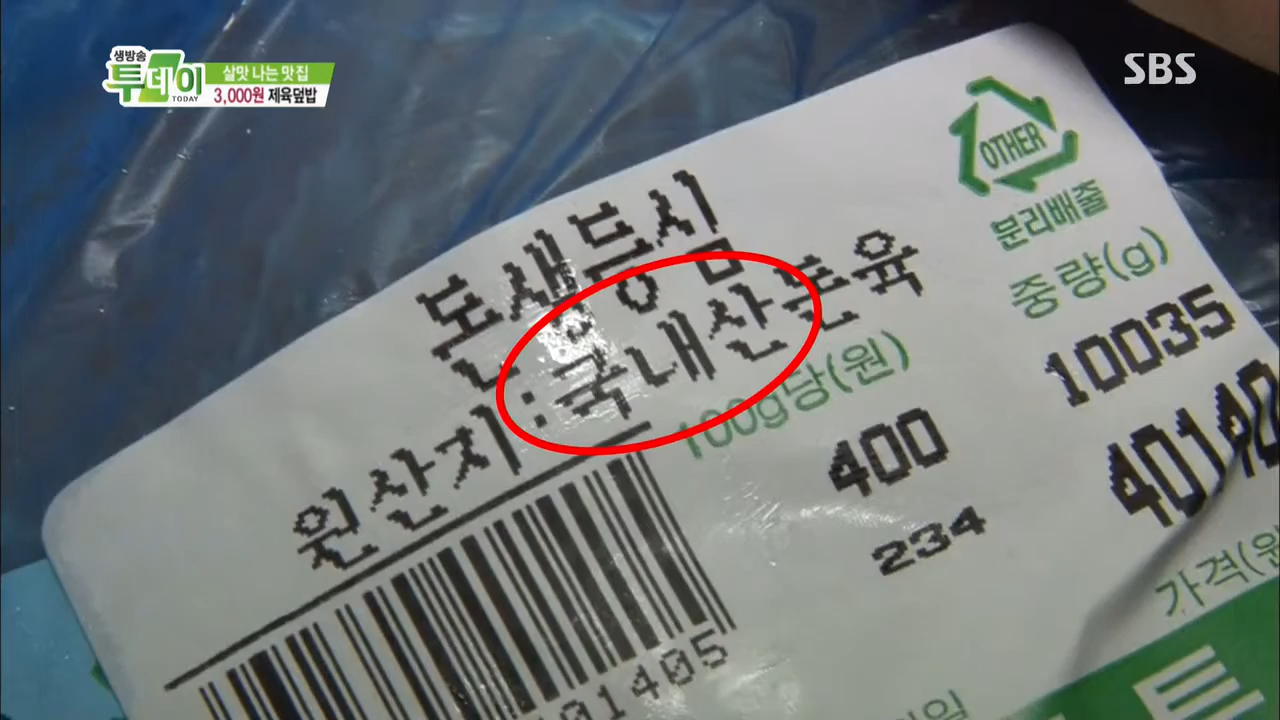 생방송
투데이
TODAY
살맛 나는 맛집
3,000원 제육덮밥
SBS
OTHER
분리배출
돈생등심
원산지:국내산돈육
중량(g)
10035
100g당(원)
400
40140
234
가격(원
01405